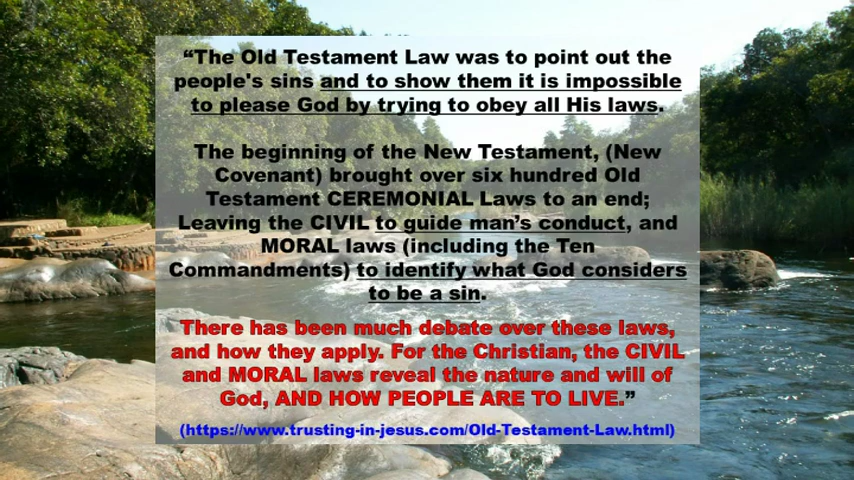 “The Old Testament Law was to point out the
people's sins and to show them it is impossible
to please God by trying to obey all His laws.
The beginning of the New Testament, (New
Covenant) brought over six hundred Old
Testament CEREMONIAL Laws to an end;
Leaving the CIVIL to guide man’s conduct, and
MORAL laws (including the Ten
Commandments) to identify what God considers
to be a sin.
There has been much debate over these laws,
and how they apply. For the Christian, the CIVIL
and MORAL laws reveal the nature and will of
God, AND HOW PEOPLE ARE TO LIVE.”
(https://www.trusting-in-jesus.com/Old-Testament-Law.html)